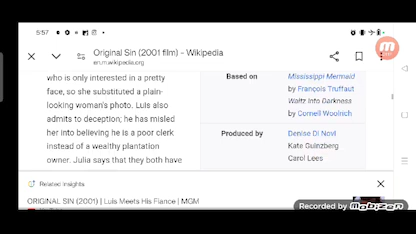 5:57
Original Sin (2001 film) - Wikipedia
en.m.wikipedia.org
who is only interested in a pretty
face, so she substituted a plain-
looking woman's photo. Luis also
admits to deception; he has misled
her into believing he is a poor clerk
instead of a wealthy plantation
owner. Julia says that they both have
Based on
Mississippi Mermaid
by François Truffaut
Waltz Into Darkness
by Cornell Woolrich
Produced by
Denise Di Novi
Kate Guinzberg
Carol Lees
Related Insights
ORIGINAL SIN (2001) | Luis Meets His Fiance | MGM
Recorded by Mobizen